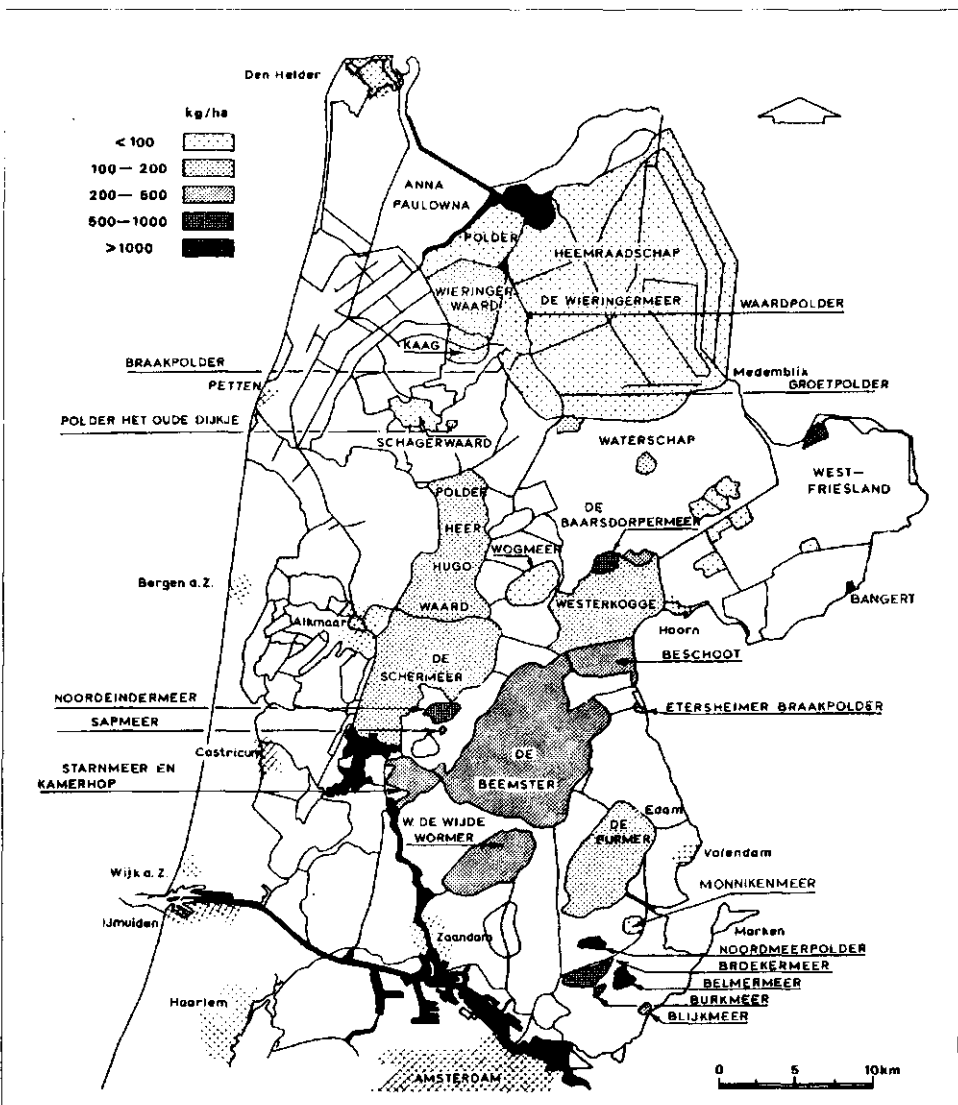 Den Helder
kg/ha
< 100
100 — 200
200 — 500
500—1000
>1000
ANNA
PAULOWNA
POLDER
HEEMRAADSCHAP
WIERINGER
WAARD
DE WIERINGERMEER
WAARDPOLDER
KAAG
BRAAKPOLDER
PETTEN
Medemblik
GROETPOLDER
POLDER HET OUDE DIJKJE
SCHAGERWAARD
WATERSCHAP
WEST—
FRIESLAND
POLDER
HEER
HUGO
WAARD
DE
BAARSDORPERMEER
WOGMEER
Bergen a.Z.
WESTERKOGGE
BANGERT
Alkmaar
Hoorn
BESCHOOT
DE
SCHERMEER
NOORDEINDERMEER
SAPMEER
ETERSHEIMER BRAAKPOLDER
Castricum
STARNMEER EN
KAMERHOP
DE
BEEMSTER
Edam
W. DE WIJDE
WORMER
DE
PURMER
Volendam
MONNIKENMEER
Wijk a. Z.
IJmuiden
Zaandam
Marken
NOORDMEERPOLDER
BROEKERMEER
BELMERMEER
BURKMEER
BLIJKMEER
Haarlem
AMSTERDAM
0 5 10km